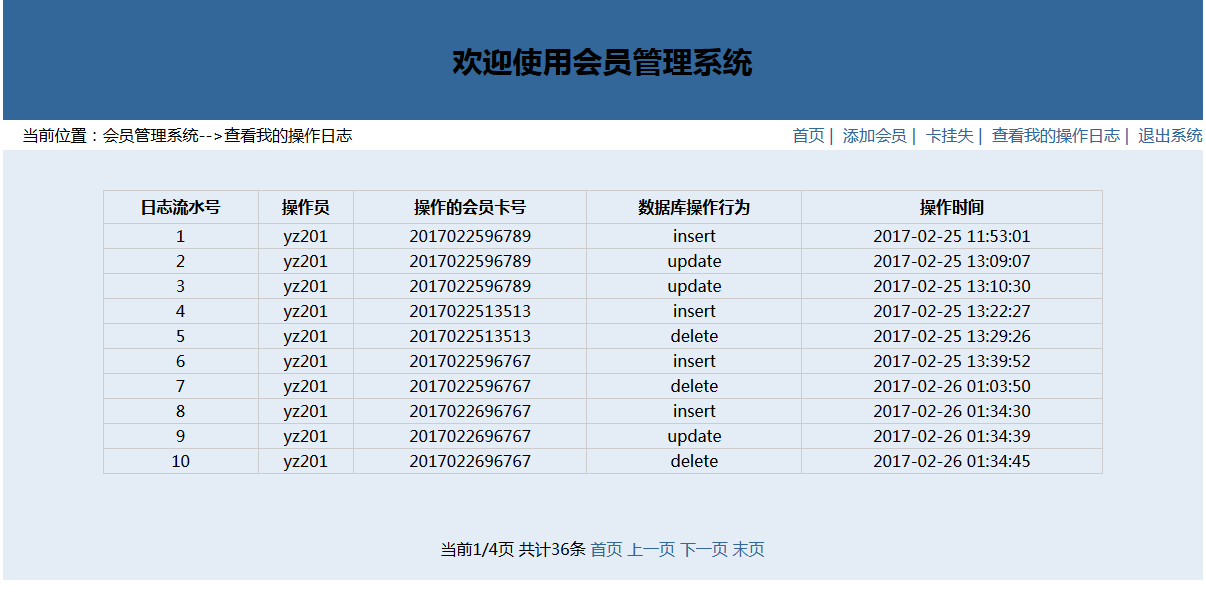 欢迎使用会员管理系统
当前位置：会员管理系统-->查看我的操作日志 首页 | 添加会员 | 卡挂失 | 查看我的操作日志 | 退出系统
日志流水号 操作员 操作的会员卡号 数据库操作行为 操作时间
1 yz201 2017022596789 insert 2017-02-25 11:53:01
2 yz201 2017022596789 update 2017-02-25 13:09:07
3 yz201 2017022596789 update 2017-02-25 13:10:30
4 yz201 2017022513513 insert 2017-02-25 13:22:27
5 yz201 2017022513513 delete 2017-02-25 13:29:26
6 yz201 2017022596767 insert 2017-02-25 13:39:52
7 yz201 2017022596767 delete 2017-02-26 01:03:50
8 yz201 2017022696767 insert 2017-02-26 01:34:30
9 yz201 2017022696767 update 2017-02-26 01:34:39
10 yz201 2017022696767 delete 2017-02-26 01:34:45
当前1/4页 共计36条 首页 上一页 下一页 末页